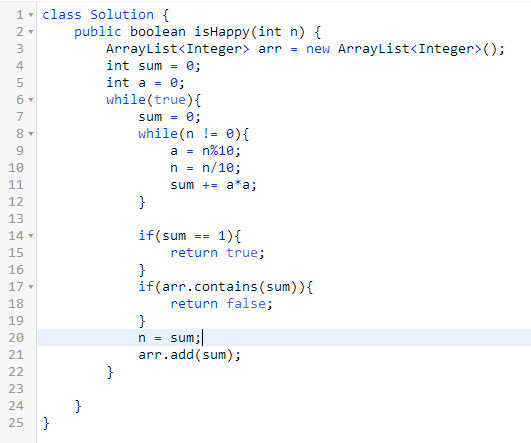 1 class Solution {
2     public boolean isHappy(int n) {
3         ArrayList<Integer> arr = new ArrayList<Integer>();
4         int sum = 0;
5         int a = 0;
6         while(true){
7             sum = 0;
8             while(n != 0){
9                 a = n%10;
10                 n = n/10;
11                 sum += a*a;
12             }
13
14             if(sum == 1){
15                 return true;
16             }
17             if(arr.contains(sum)){
18                 return false;
19             }
20             n = sum;
21             arr.add(sum);
22         }
23
24     }
25 }